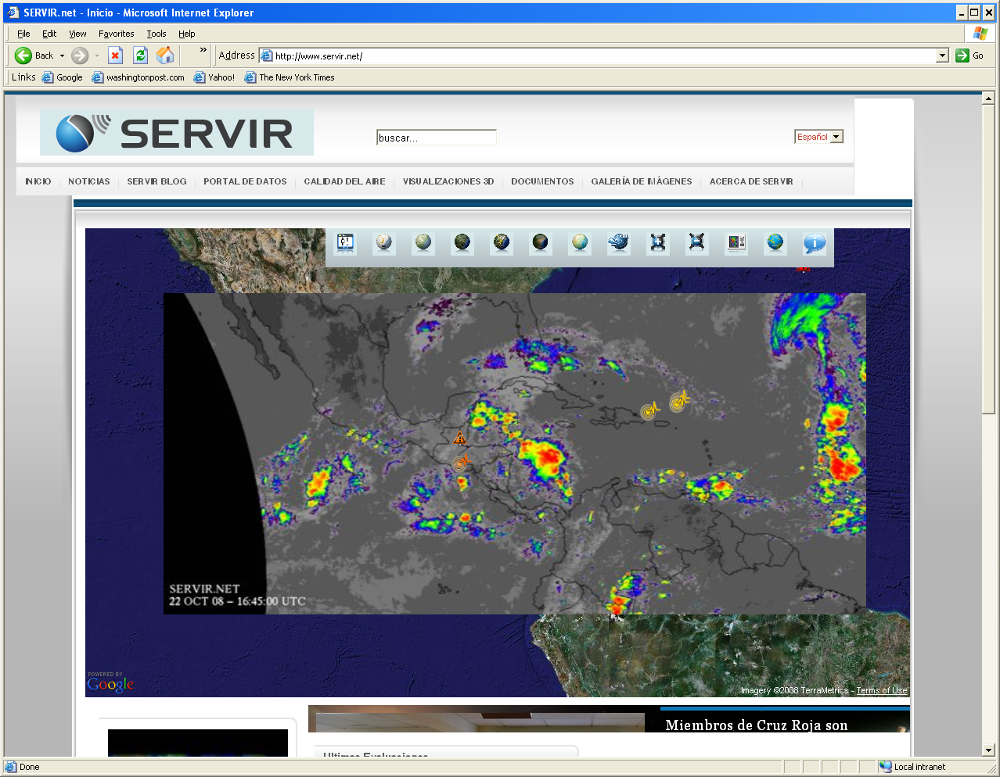 SERVIR.net - Inicio - Microsoft Internet Explorer
File Edit View Favorites Tools Help
Back Address http://www.servir.net/ Go
Links Google washingtonpost.com Yahoo! The New York Times
SERVIR
buscar...
Español
INICIO NOTICIAS SERVIR BLOG PORTAL DE DATOS CALIDAD DEL AIRE VISUALIZACIONES 3D DOCUMENTOS GALERÍA DE IMÁGENES ACERCA DE SERVIR
SERVIR.NET
22 OCT 08 – 16:45:00 UTC
POWERED BY
Google
Imagery ©2008 TerraMetrics - Terms of Use
Miembros de Cruz Roja son
Done Local intranet